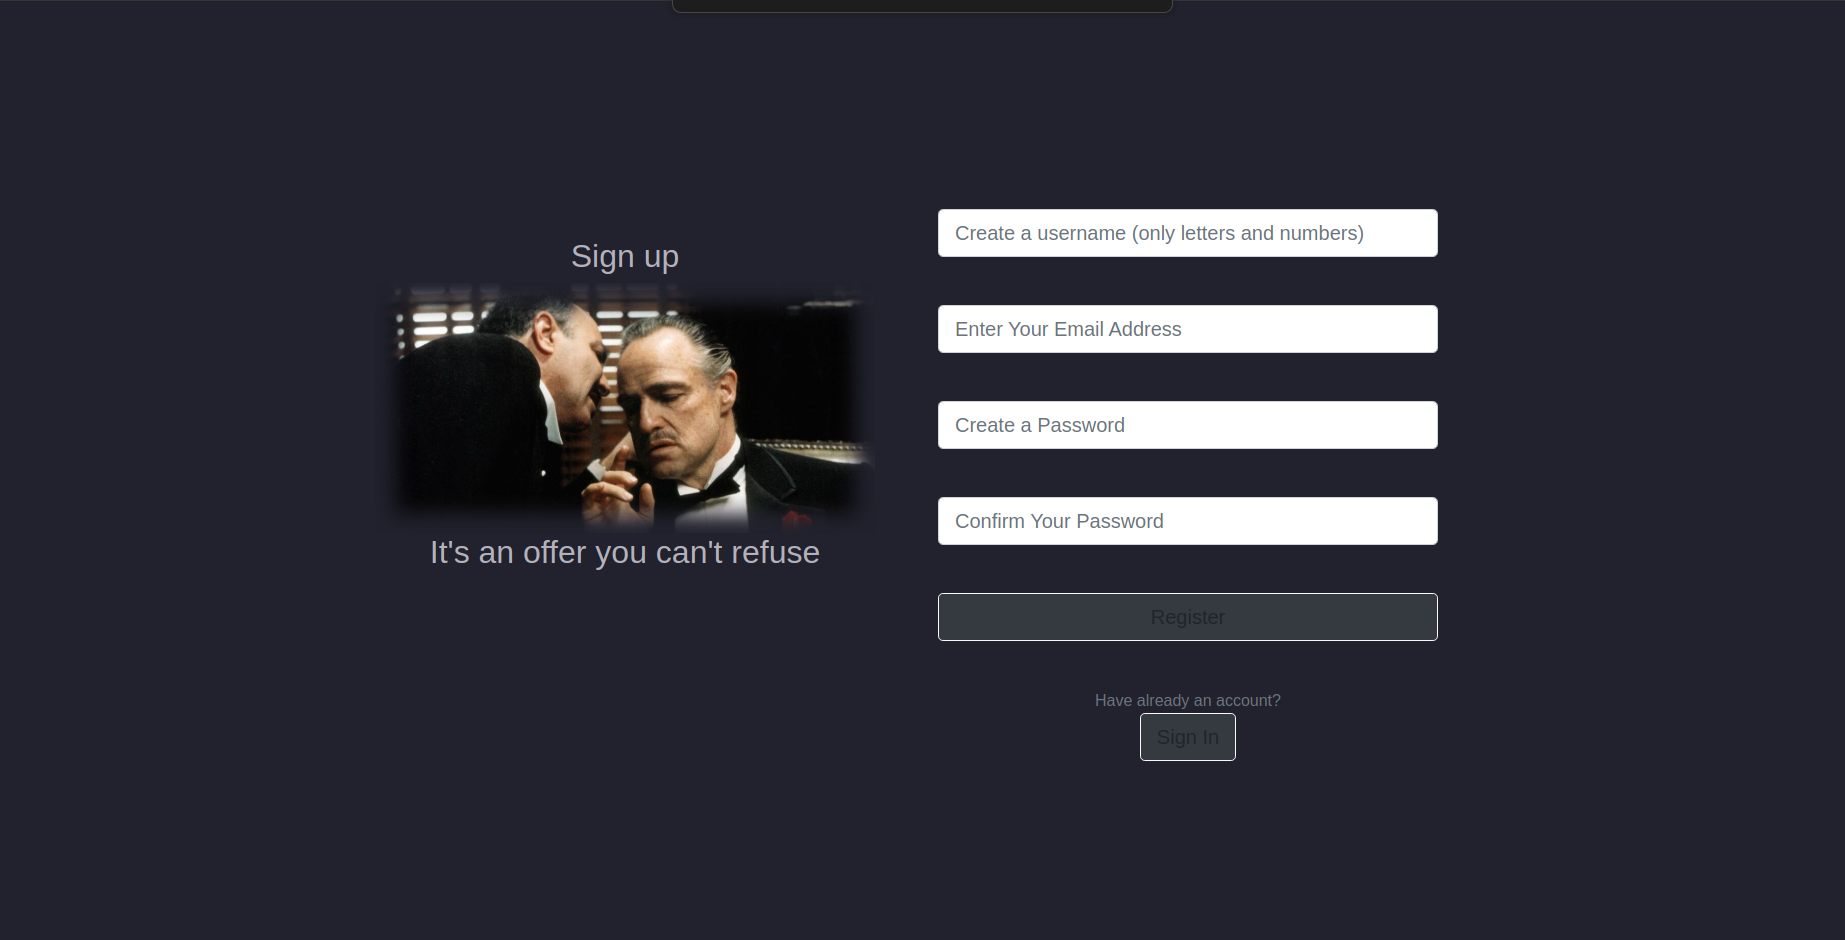 Sign up
It's an offer you can't refuse
Create a username (only letters and numbers)
Enter Your Email Address
Create a Password
Confirm Your Password
Register
Have already an account?
Sign In